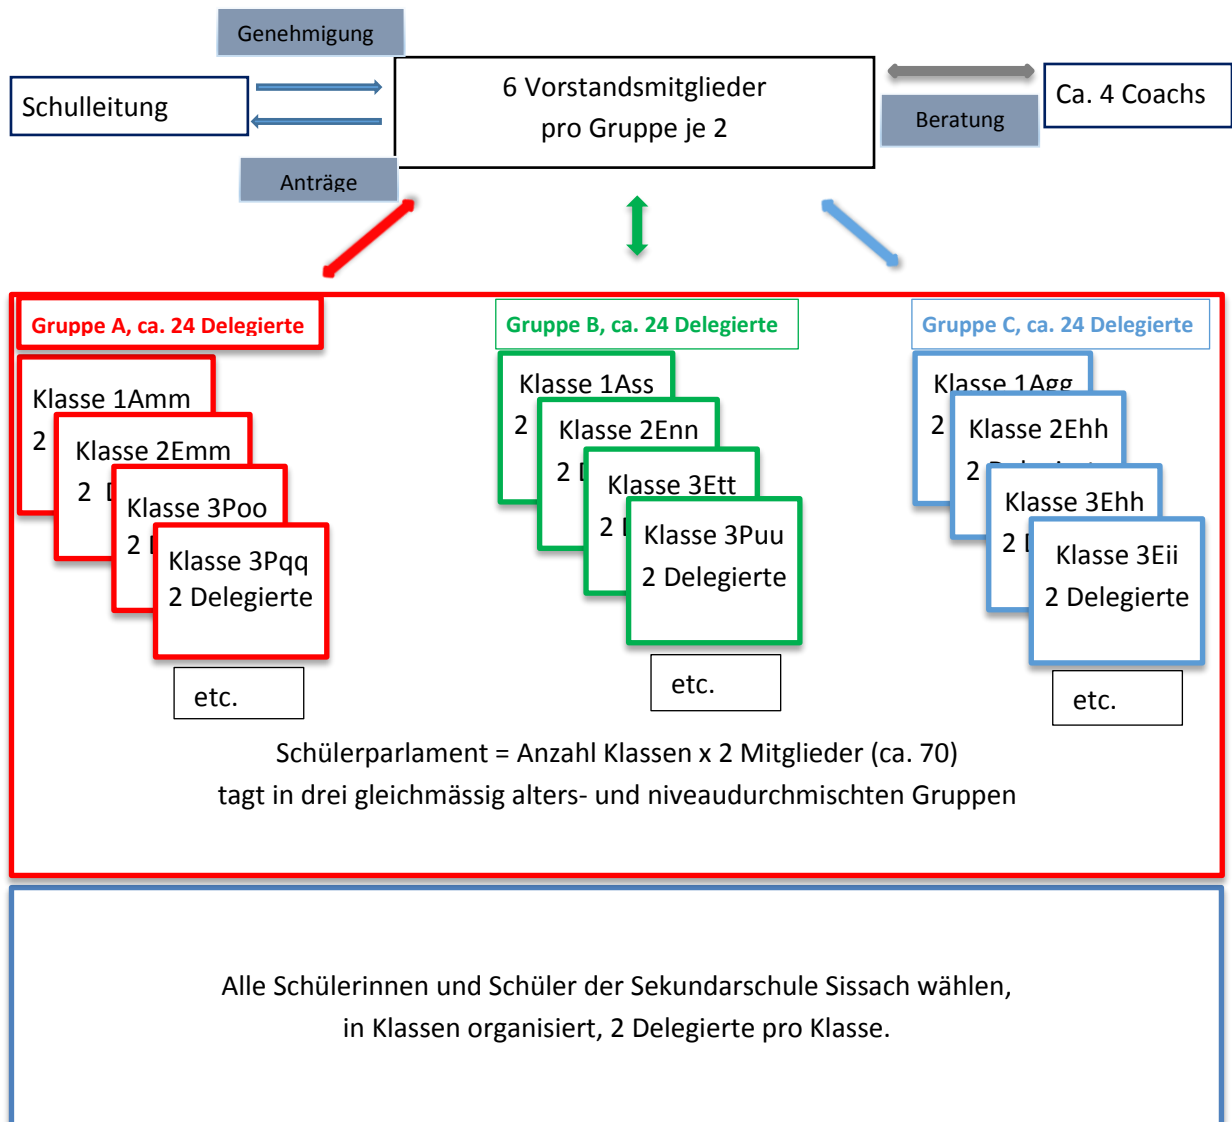 Genehmigung
Schulleitung
Anträge
6 Vorstandsmitglieder
pro Gruppe je 2
Beratung
Ca. 4 Coachs
Gruppe A, ca. 24 Delegierte
Klasse 1Amm
2
Klasse 2Emm
2 D
Klasse 3Poo
2 D
Klasse 3Pqq
2 Delegierte
etc.
Gruppe B, ca. 24 Delegierte
Klasse 1Ass
2
Klasse 2Enn
2 D
Klasse 3Ett
2
Klasse 3Puu
2 Delegierte
etc.
Gruppe C, ca. 24 Delegierte
Klasse 1Agg
2
Klasse 2Ehh
2 Delegierte
Klasse 3Ehh
2 D
Klasse 3Eii
2 Delegierte
etc.
Schülerparlament = Anzahl Klassen x 2 Mitglieder (ca. 70)
tagt in drei gleichmässig alters- und niveaudurchmischten Gruppen
Alle Schülerinnen und Schüler der Sekundarschule Sissach wählen,
in Klassen organisiert, 2 Delegierte pro Klasse.